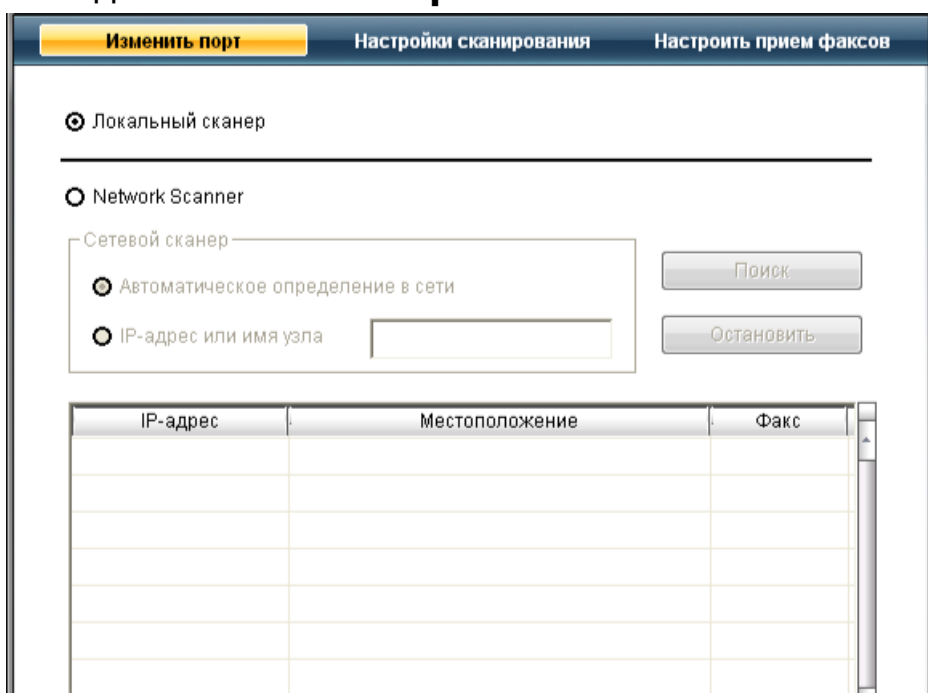 Изменить порт Настройки сканирования Настроить прием факсов
Локальный сканер
Network Scanner
Сетевой сканер
Автоматическое определение в сети
Поиск
IP-адрес или имя узла
Остановить
IP-адрес Местоположение Факс